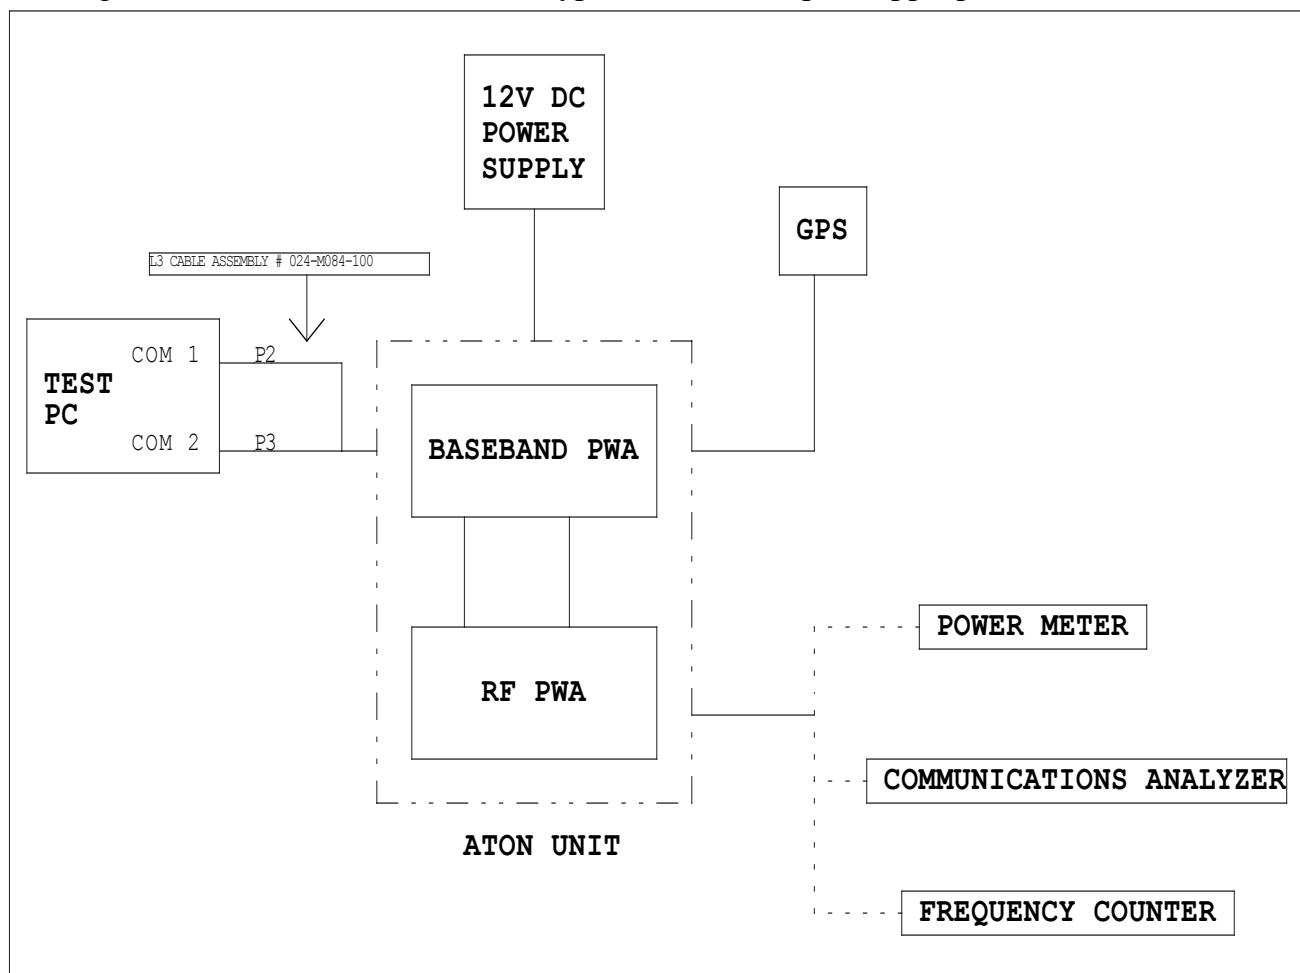 12V DC
POWER
SUPPLY
GPS
L3 CABLE ASSEMBLY # 024-M084-100
COM 1
P2
TEST
PC
COM 2
P3
BASEBAND PWA
RF PWA
POWER METER
COMMUNICATIONS ANALYZER
ATON UNIT
FREQUENCY COUNTER